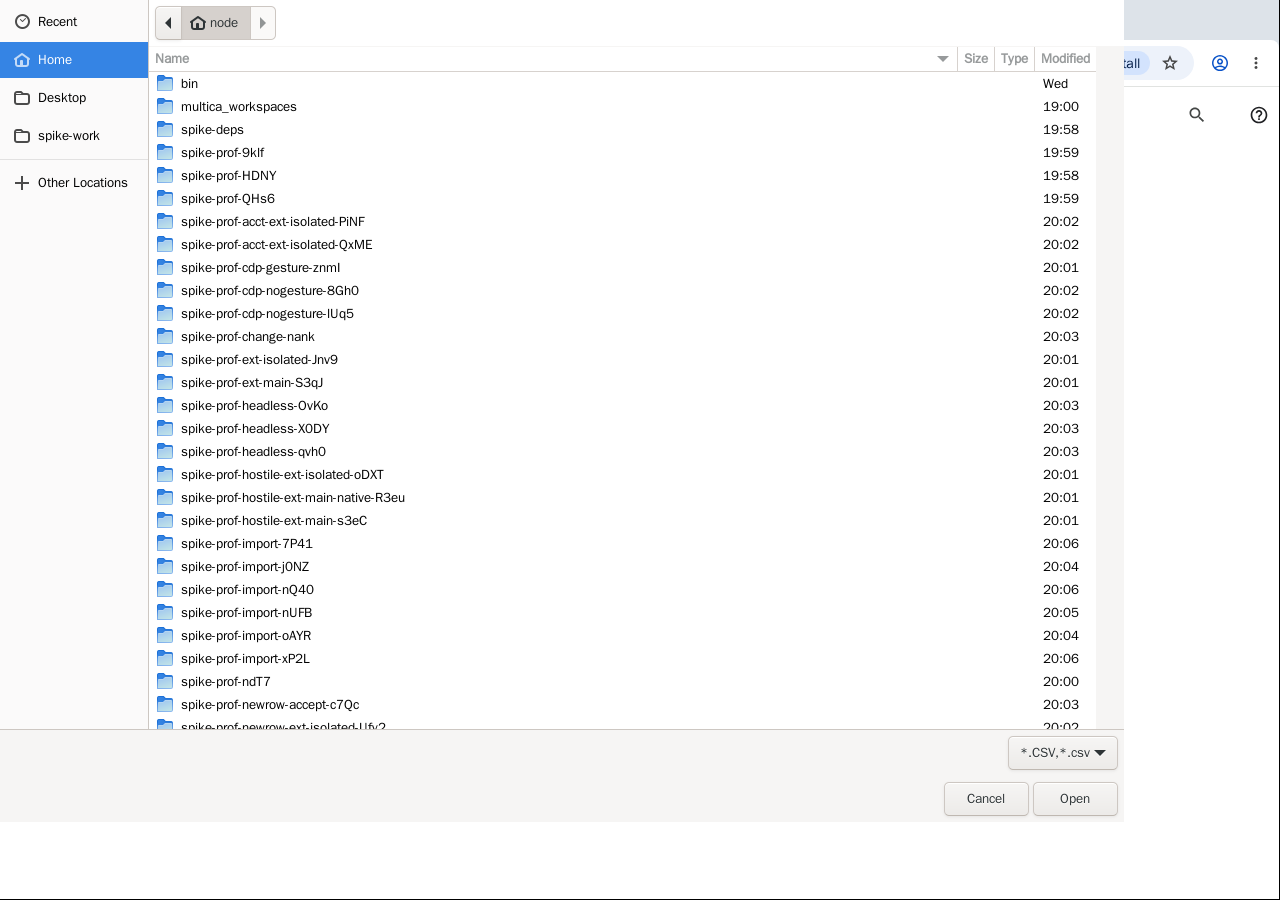 Recent
Home
Desktop
spike-work
Other Locations
node
Name Size Type Modified
bin Wed
multica_workspaces 19:00
spike-deps 19:58
spike-prof-9klf 19:59
spike-prof-HDNY 19:58
spike-prof-QHs6 19:59
spike-prof-acct-ext-isolated-PiNF 20:02
spike-prof-acct-ext-isolated-QxME 20:02
spike-prof-cdp-gesture-znmI 20:01
spike-prof-cdp-nogesture-8Gh0 20:02
spike-prof-cdp-nogesture-lUq5 20:02
spike-prof-change-nank 20:03
spike-prof-ext-isolated-Jnv9 20:01
spike-prof-ext-main-S3qJ 20:01
spike-prof-headless-OvKo 20:03
spike-prof-headless-X0DY 20:03
spike-prof-headless-qvh0 20:03
spike-prof-hostile-ext-isolated-oDXT 20:01
spike-prof-hostile-ext-main-native-R3eu 20:01
spike-prof-hostile-ext-main-s3eC 20:01
spike-prof-import-7P41 20:06
spike-prof-import-j0NZ 20:04
spike-prof-import-nQ40 20:06
spike-prof-import-nUFB 20:05
spike-prof-import-oAYR 20:04
spike-prof-import-xP2L 20:06
spike-prof-ndT7 20:00
spike-prof-newrow-accept-c7Qc 20:03
20:02
*.CSV,*.csv
Cancel
Open
tall